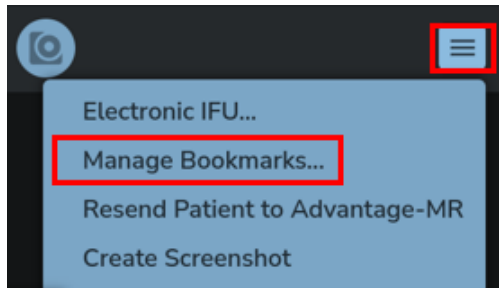 Electronic IFU...
Manage Bookmarks...
Resend Patient to Advantage-MR
Create Screenshot